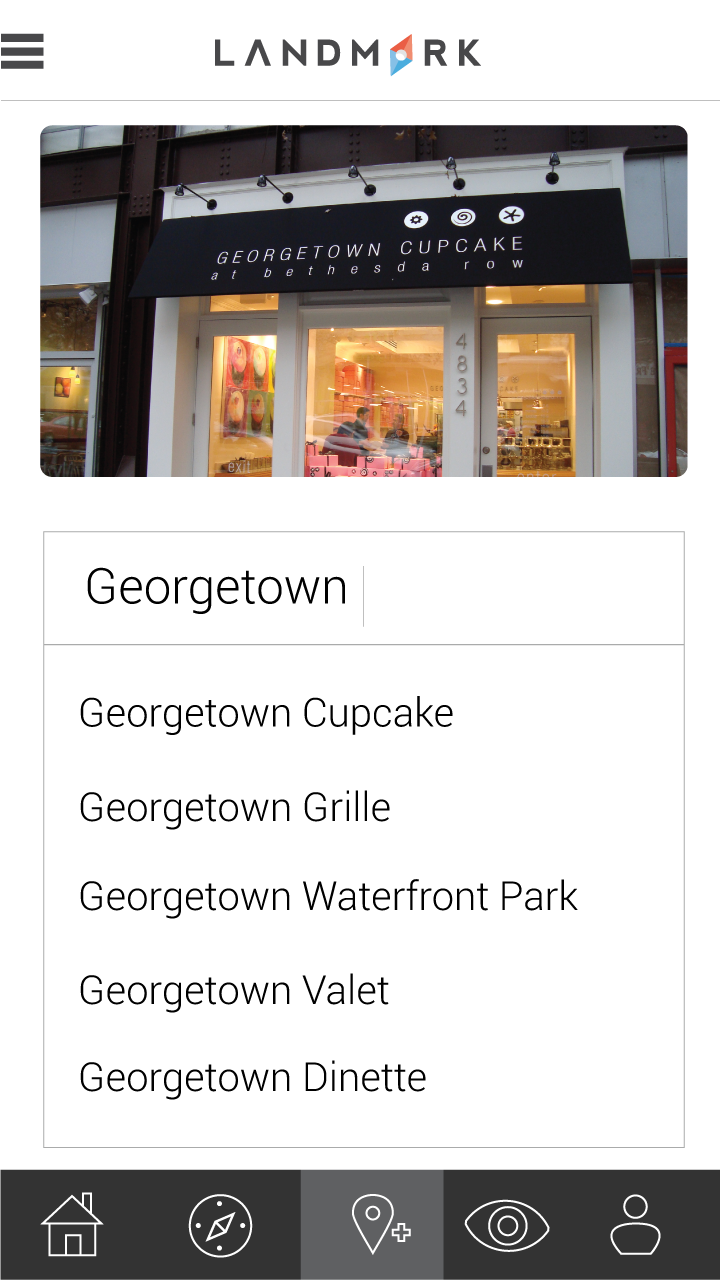 LANDMARK
GEORGETOWN CUPCAKE
at bethesda row
4834
exit
Georgetown
Georgetown Cupcake
Georgetown Grille
Georgetown Waterfront Park
Georgetown Valet
Georgetown Dinette